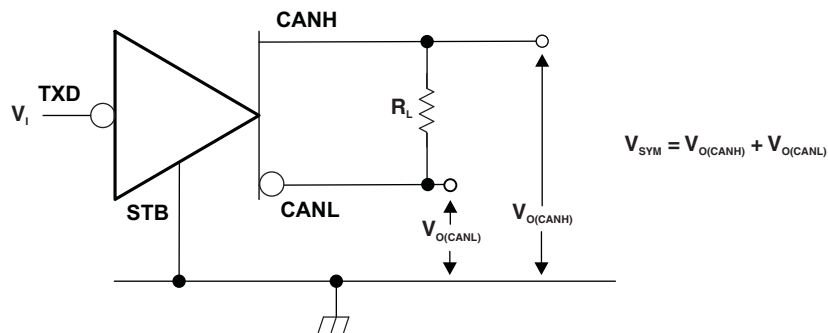 CANH
TXD
V_I
R_L
V_SYM = V_O(CANH) + V_O(CANL)
STB
CANL
V_O(CANL)
V_O(CANH)